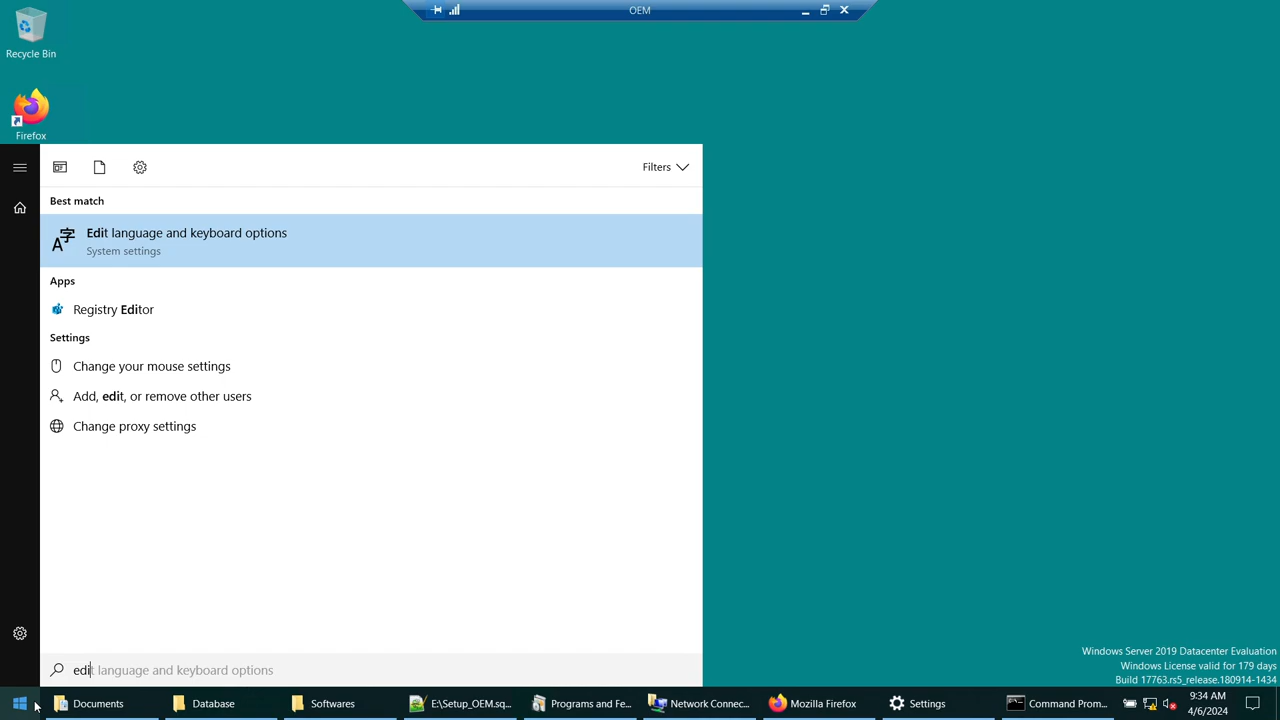 OEM
Recycle Bin
Firefox
Filters
Best match
Edit language and keyboard options
System settings
Apps
Registry Editor
Settings
Change your mouse settings
Add, edit, or remove other users
Change proxy settings
edit language and keyboard options
Windows Server 2019 Datacenter Evaluation
Windows License valid for 179 days
Build 17763.rs5_release.180914-1434
Documents
Database
Softwares
E:\Setup_OEM.sq...
Programs and Fe...
Network Connec...
Mozilla Firefox
Settings
Command Prom...
9:34 AM
4/6/2024